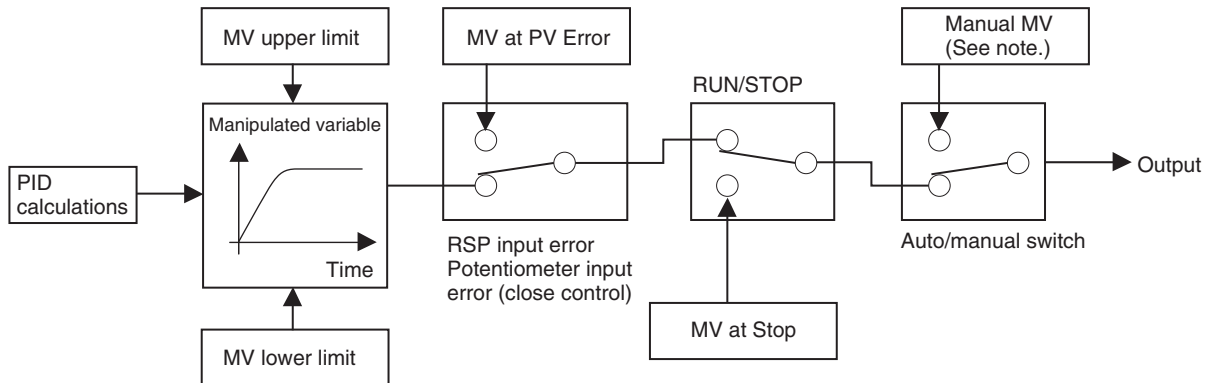 MV upper limit
MV at PV Error
Manual MV
(See note.)
RUN/STOP
Manipulated variable
PID
calculations
Time
Output
RSP input error
Potentiometer input
error (close control)
Auto/manual switch
MV at Stop
MV lower limit